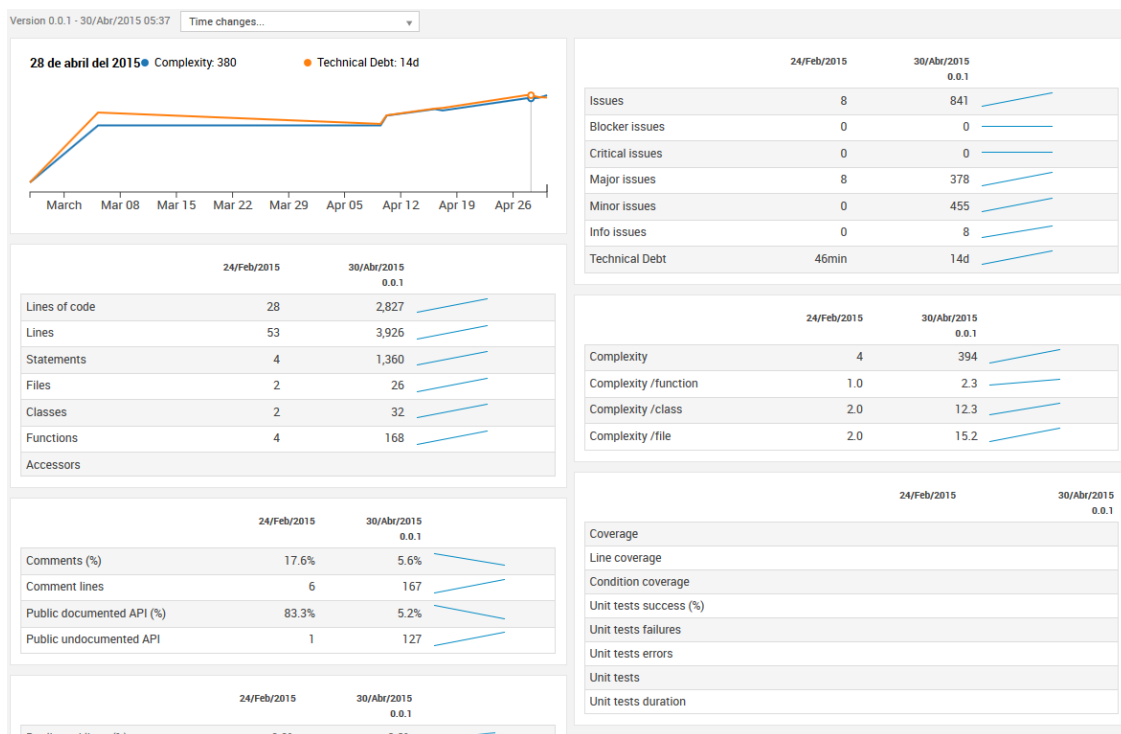 Version 0.0.1 - 30/Abr/2015 05:37 Time changes...
28 de abril del 2015 Complexity: 380 Technical Debt: 14d
March Mar 08 Mar 15 Mar 22 Mar 29 Apr 05 Apr 12 Apr 19 Apr 26
24/Feb/2015 30/Abr/2015
0.0.1
Lines of code 28 2,827
Lines 53 3,926
Statements 4 1,360
Files 2 26
Classes 2 32
Functions 4 168
Accessors
24/Feb/2015 30/Abr/2015
0.0.1
Comments (%) 17.6% 5.6%
Comment lines 6 167
Public documented API (%) 83.3% 5.2%
Public undocumented API 1 127
24/Feb/2015 30/Abr/2015
0.0.1
24/Feb/2015 30/Abr/2015
0.0.1
Issues 8 841
Blocker issues 0 0
Critical issues 0 0
Major issues 8 378
Minor issues 0 455
Info issues 0 8
Technical Debt 46min 14d
24/Feb/2015 30/Abr/2015
0.0.1
Complexity 4 394
Complexity /function 1.0 2.3
Complexity /class 2.0 12.3
Complexity /file 2.0 15.2
24/Feb/2015 30/Abr/2015
0.0.1
Coverage
Line coverage
Condition coverage
Unit tests success (%)
Unit tests failures
Unit tests errors
Unit tests
Unit tests duration